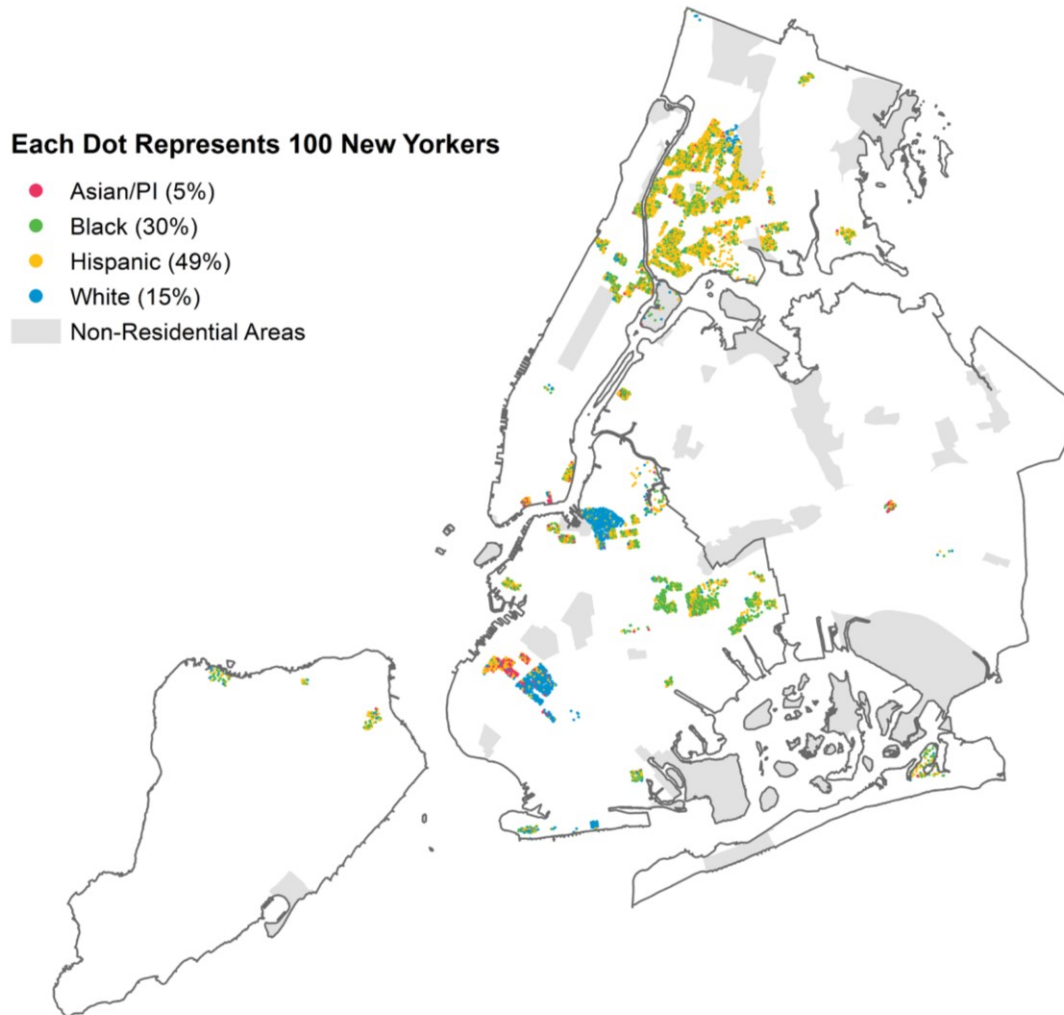 Each Dot Represents 100 New Yorkers
Asian/PI (5%)
Black (30%)
Hispanic (49%)
White (15%)
Non-Residential Areas